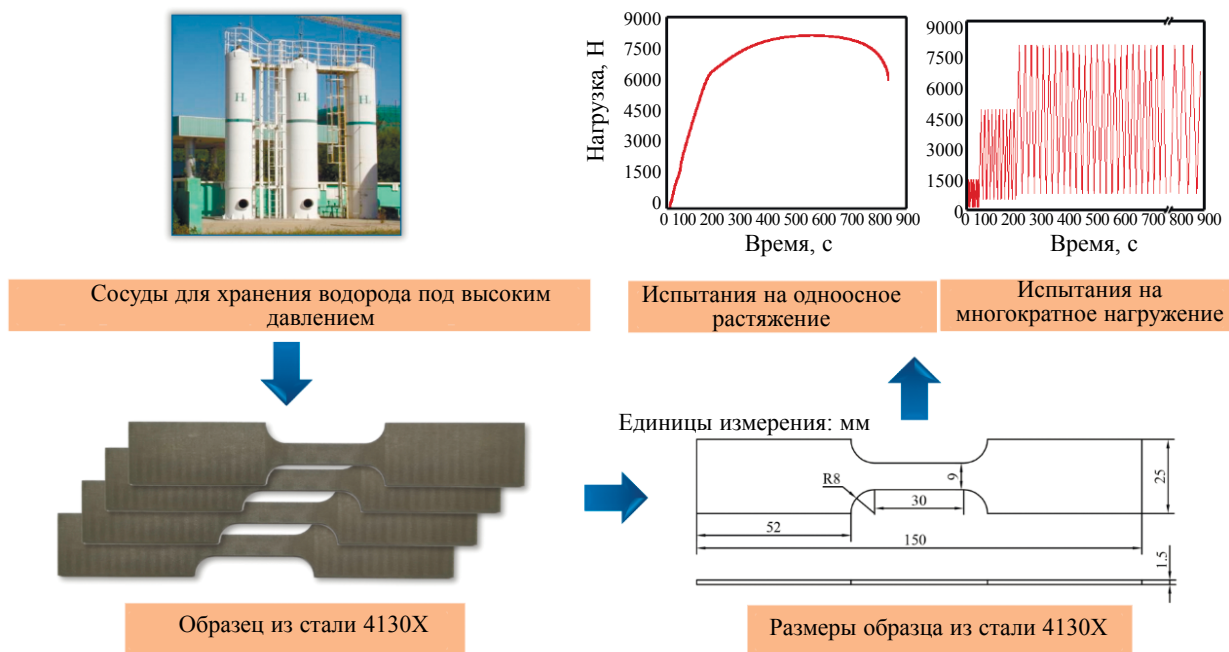 H₂
H₂
H₂
Нагрузка, Н
9000
7500
6000
4500
3000
1500
0
0 100 200 300 400 500 600 700 800 900
Время, с
9000
7500
6000
4500
3000
1500
0
0 100 200 300 400 500 600 700 800 900
Время, с
Сосуды для хранения водорода под высоким
давлением
Испытания на одноосное
растяжение
Испытания на
многократное нагружение
Единицы измерения: мм
R8
30
9
25
52
150
1.5
Образец из стали 4130X
Размеры образца из стали 4130X